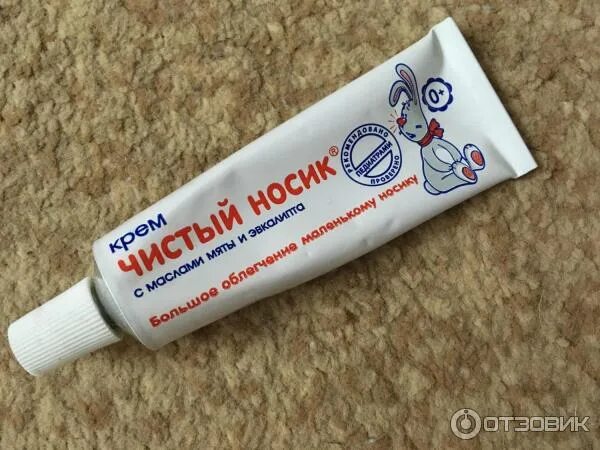 крем
ЧИСТЫЙ НОСИК®
с маслами мяты и эвкалипта
Большое облегчение маленькому носику
РЕКОМЕНДОВАНО
ПЕДИАТРАМИ
ПРОВЕРЕНО
0+
ОТЗОВИК